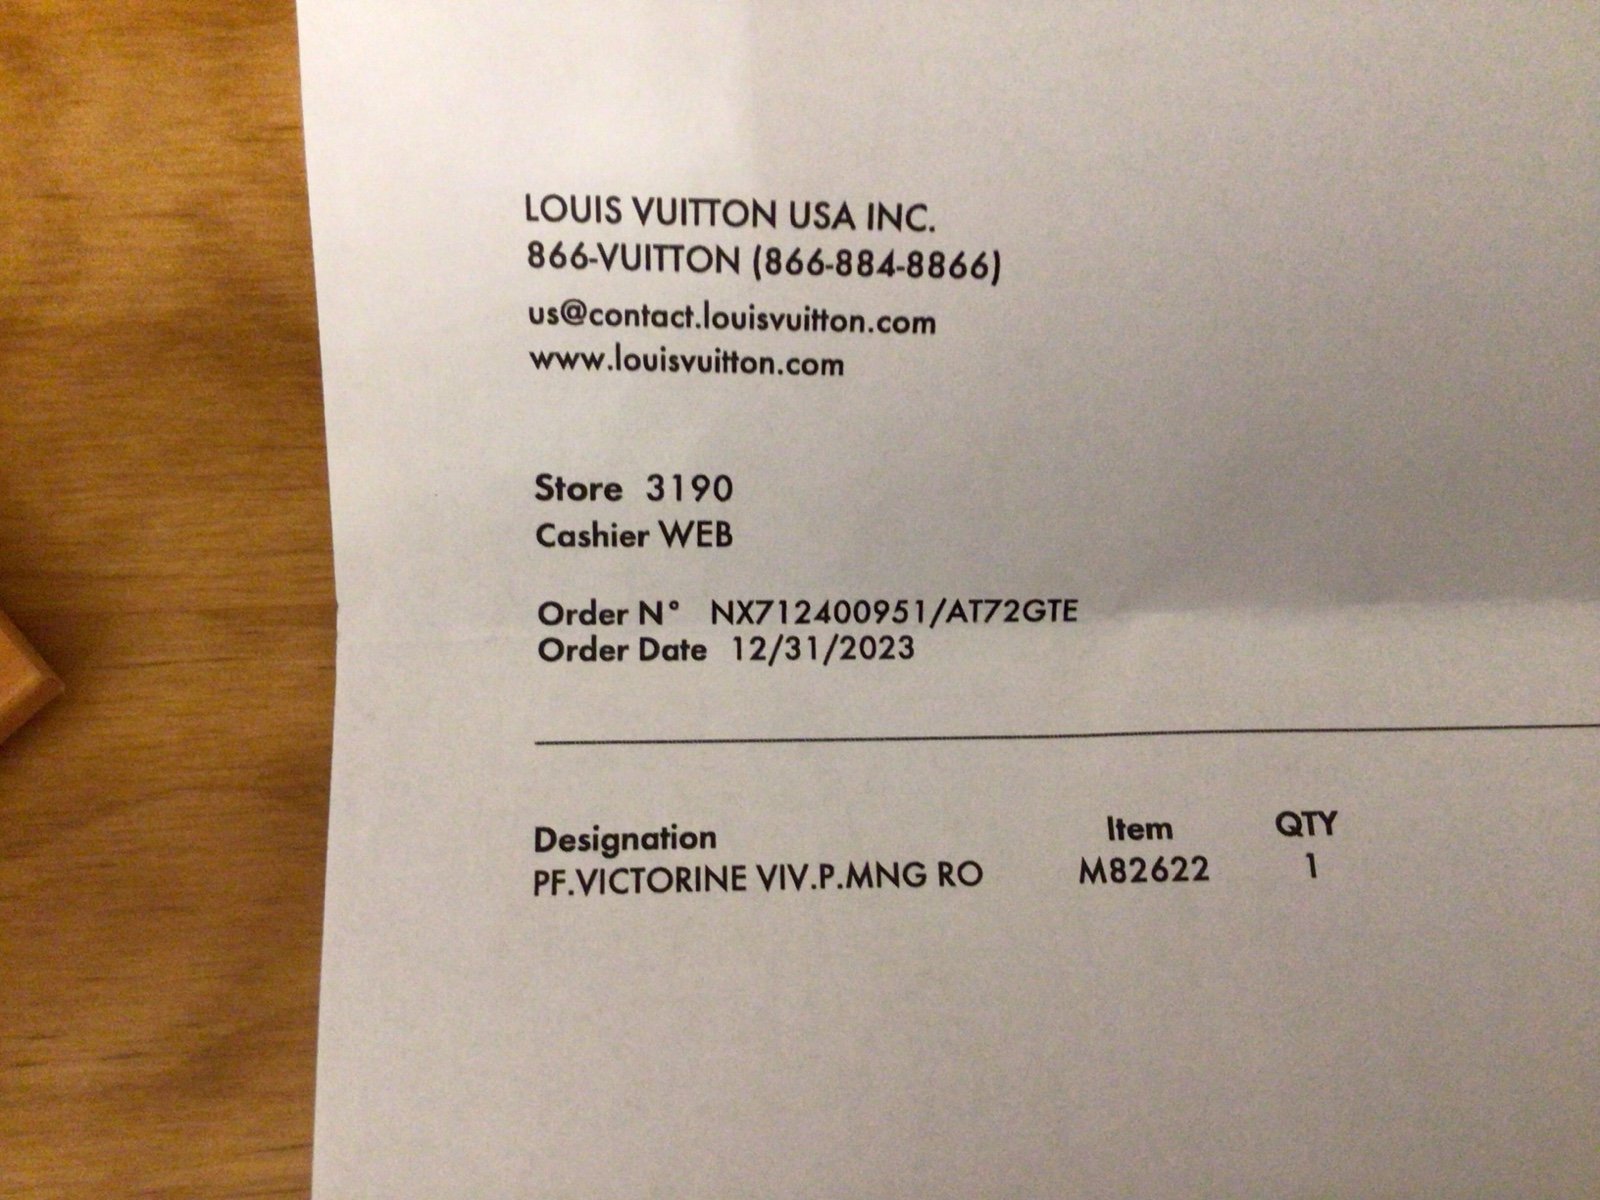 LOUIS VUITTON USA INC.
866-VUITTON (866-884-8866)
us@contact.louisvuitton.com
www.louisvuitton.com
Store 3190
Cashier WEB
Order N° NX712400951/AT72GTE
Order Date 12/31/2023
Designation Item QTY
PF.VICTORINE VIV.P.MNG RO M82622 1